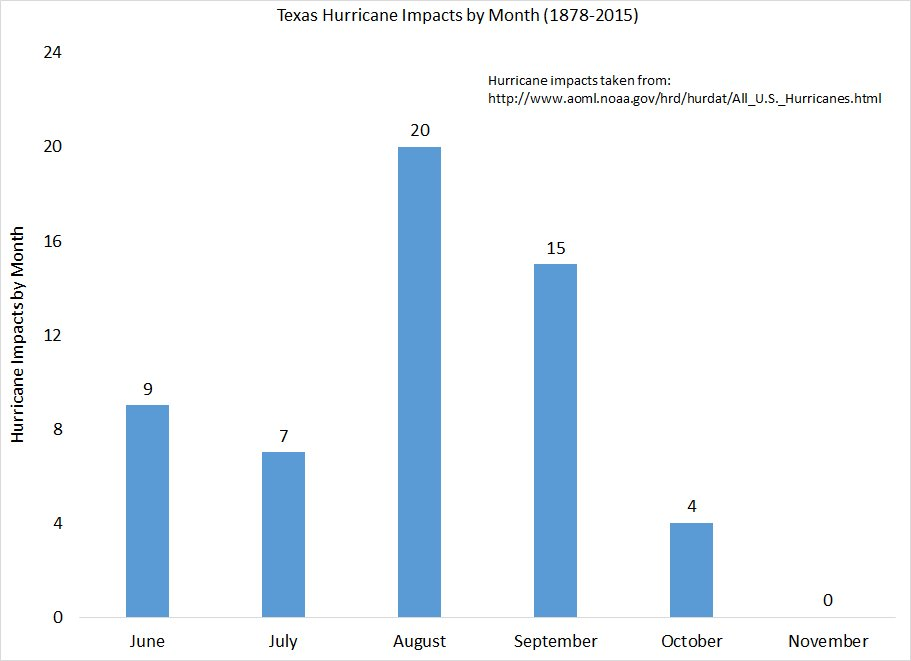 Texas Hurricane Impacts by Month (1878-2015)
24
Hurricane impacts taken from:
http://www.aoml.noaa.gov/hrd/hurdat/All_U.S._Hurricanes.html
20
20
16
15
12
9
8
7
4
4
0
0
Hurricane Impacts by Month
June July August September October November